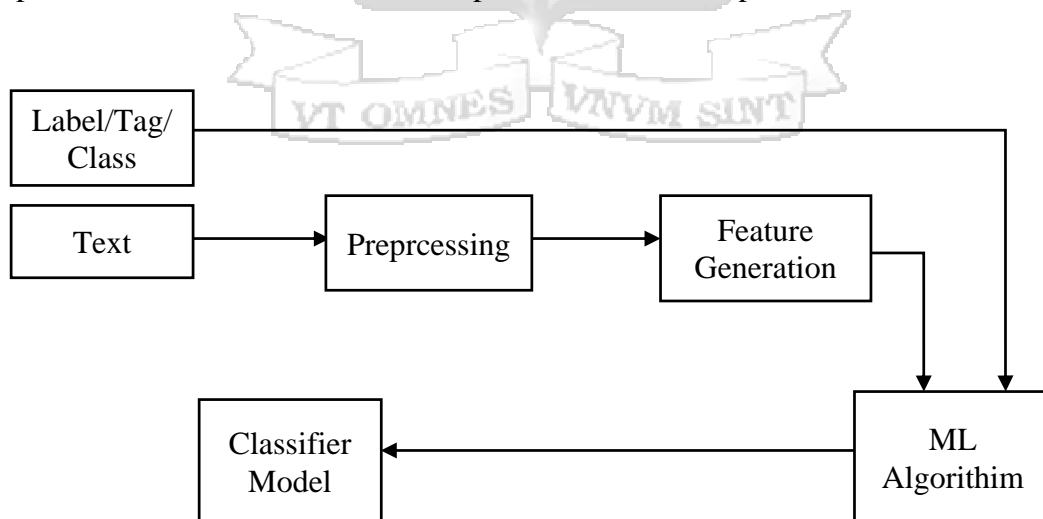 VT OMNES VNVM SINT
Label/Tag/
Class
Text
Preprcessing
Feature
Generation
ML
Algorithim
Classifier
Model